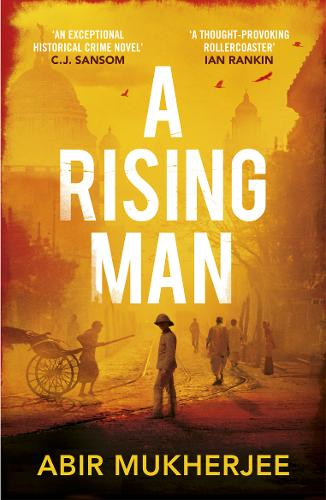 'AN EXCEPTIONAL
HISTORICAL CRIME NOVEL'
C.J. SANSOM
'A THOUGHT-PROVOKING
ROLLERCOASTER'
IAN RANKIN
A
RISING
MAN
ABIR MUKHERJEE